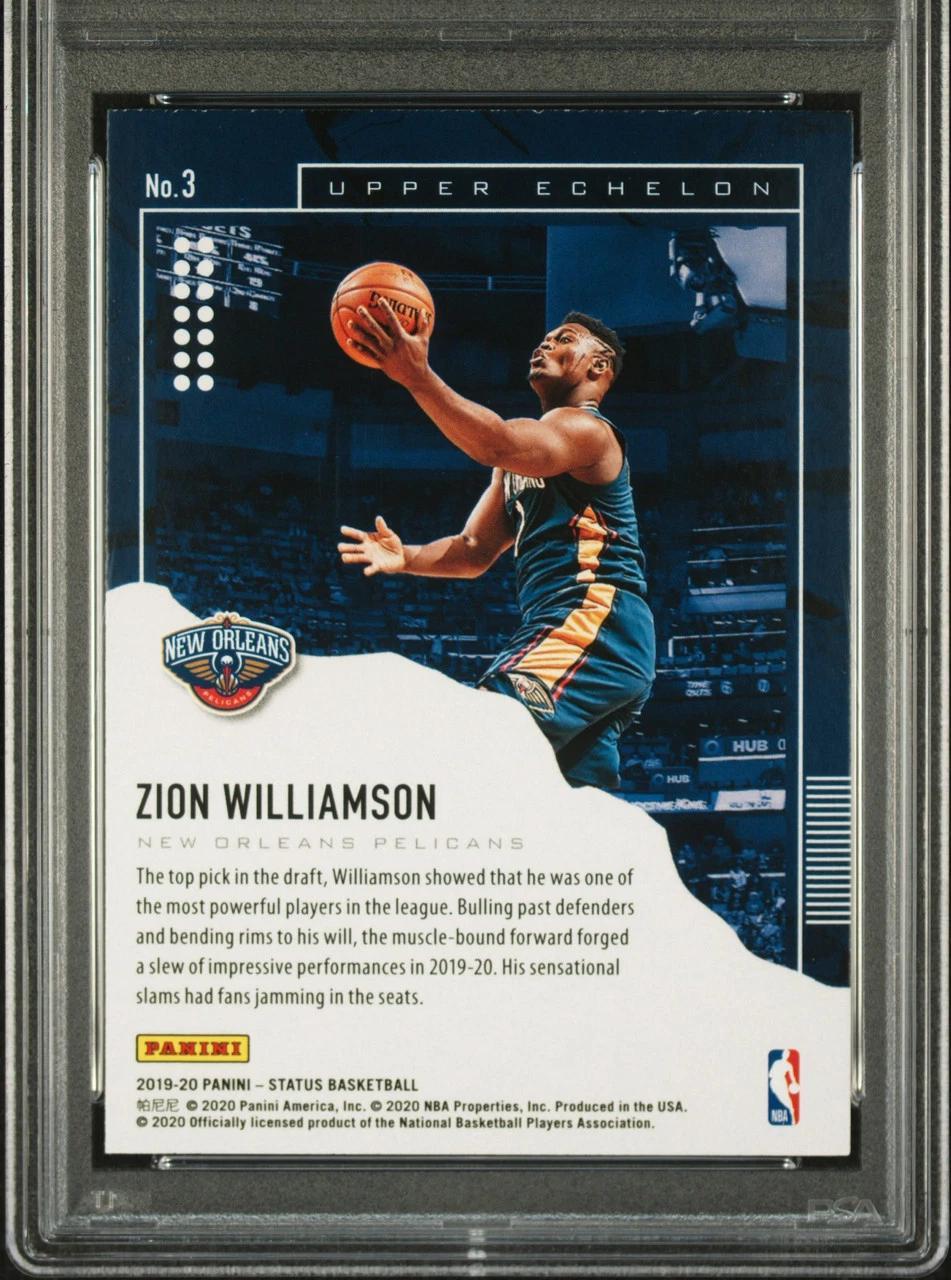 No.3
UPPER ECHELON
SPALDING
NEW ORLEANS
PELICANS
HUB
HUB
ZION WILLIAMSON
NEW ORLEANS PELICANS
The top pick in the draft, Williamson showed that he was one of
the most powerful players in the league. Bulling past defenders
and bending rims to his will, the muscle-bound forward forged
a slew of impressive performances in 2019-20. His sensational
slams had fans jamming in the seats.
PANINI
2019-20 PANINI – STATUS BASKETBALL
帕尼尼 © 2020 Panini America, Inc. © 2020 NBA Properties, Inc. Produced in the USA.
© 2020 Officially licensed product of the National Basketball Players Association.
NBA
PSA